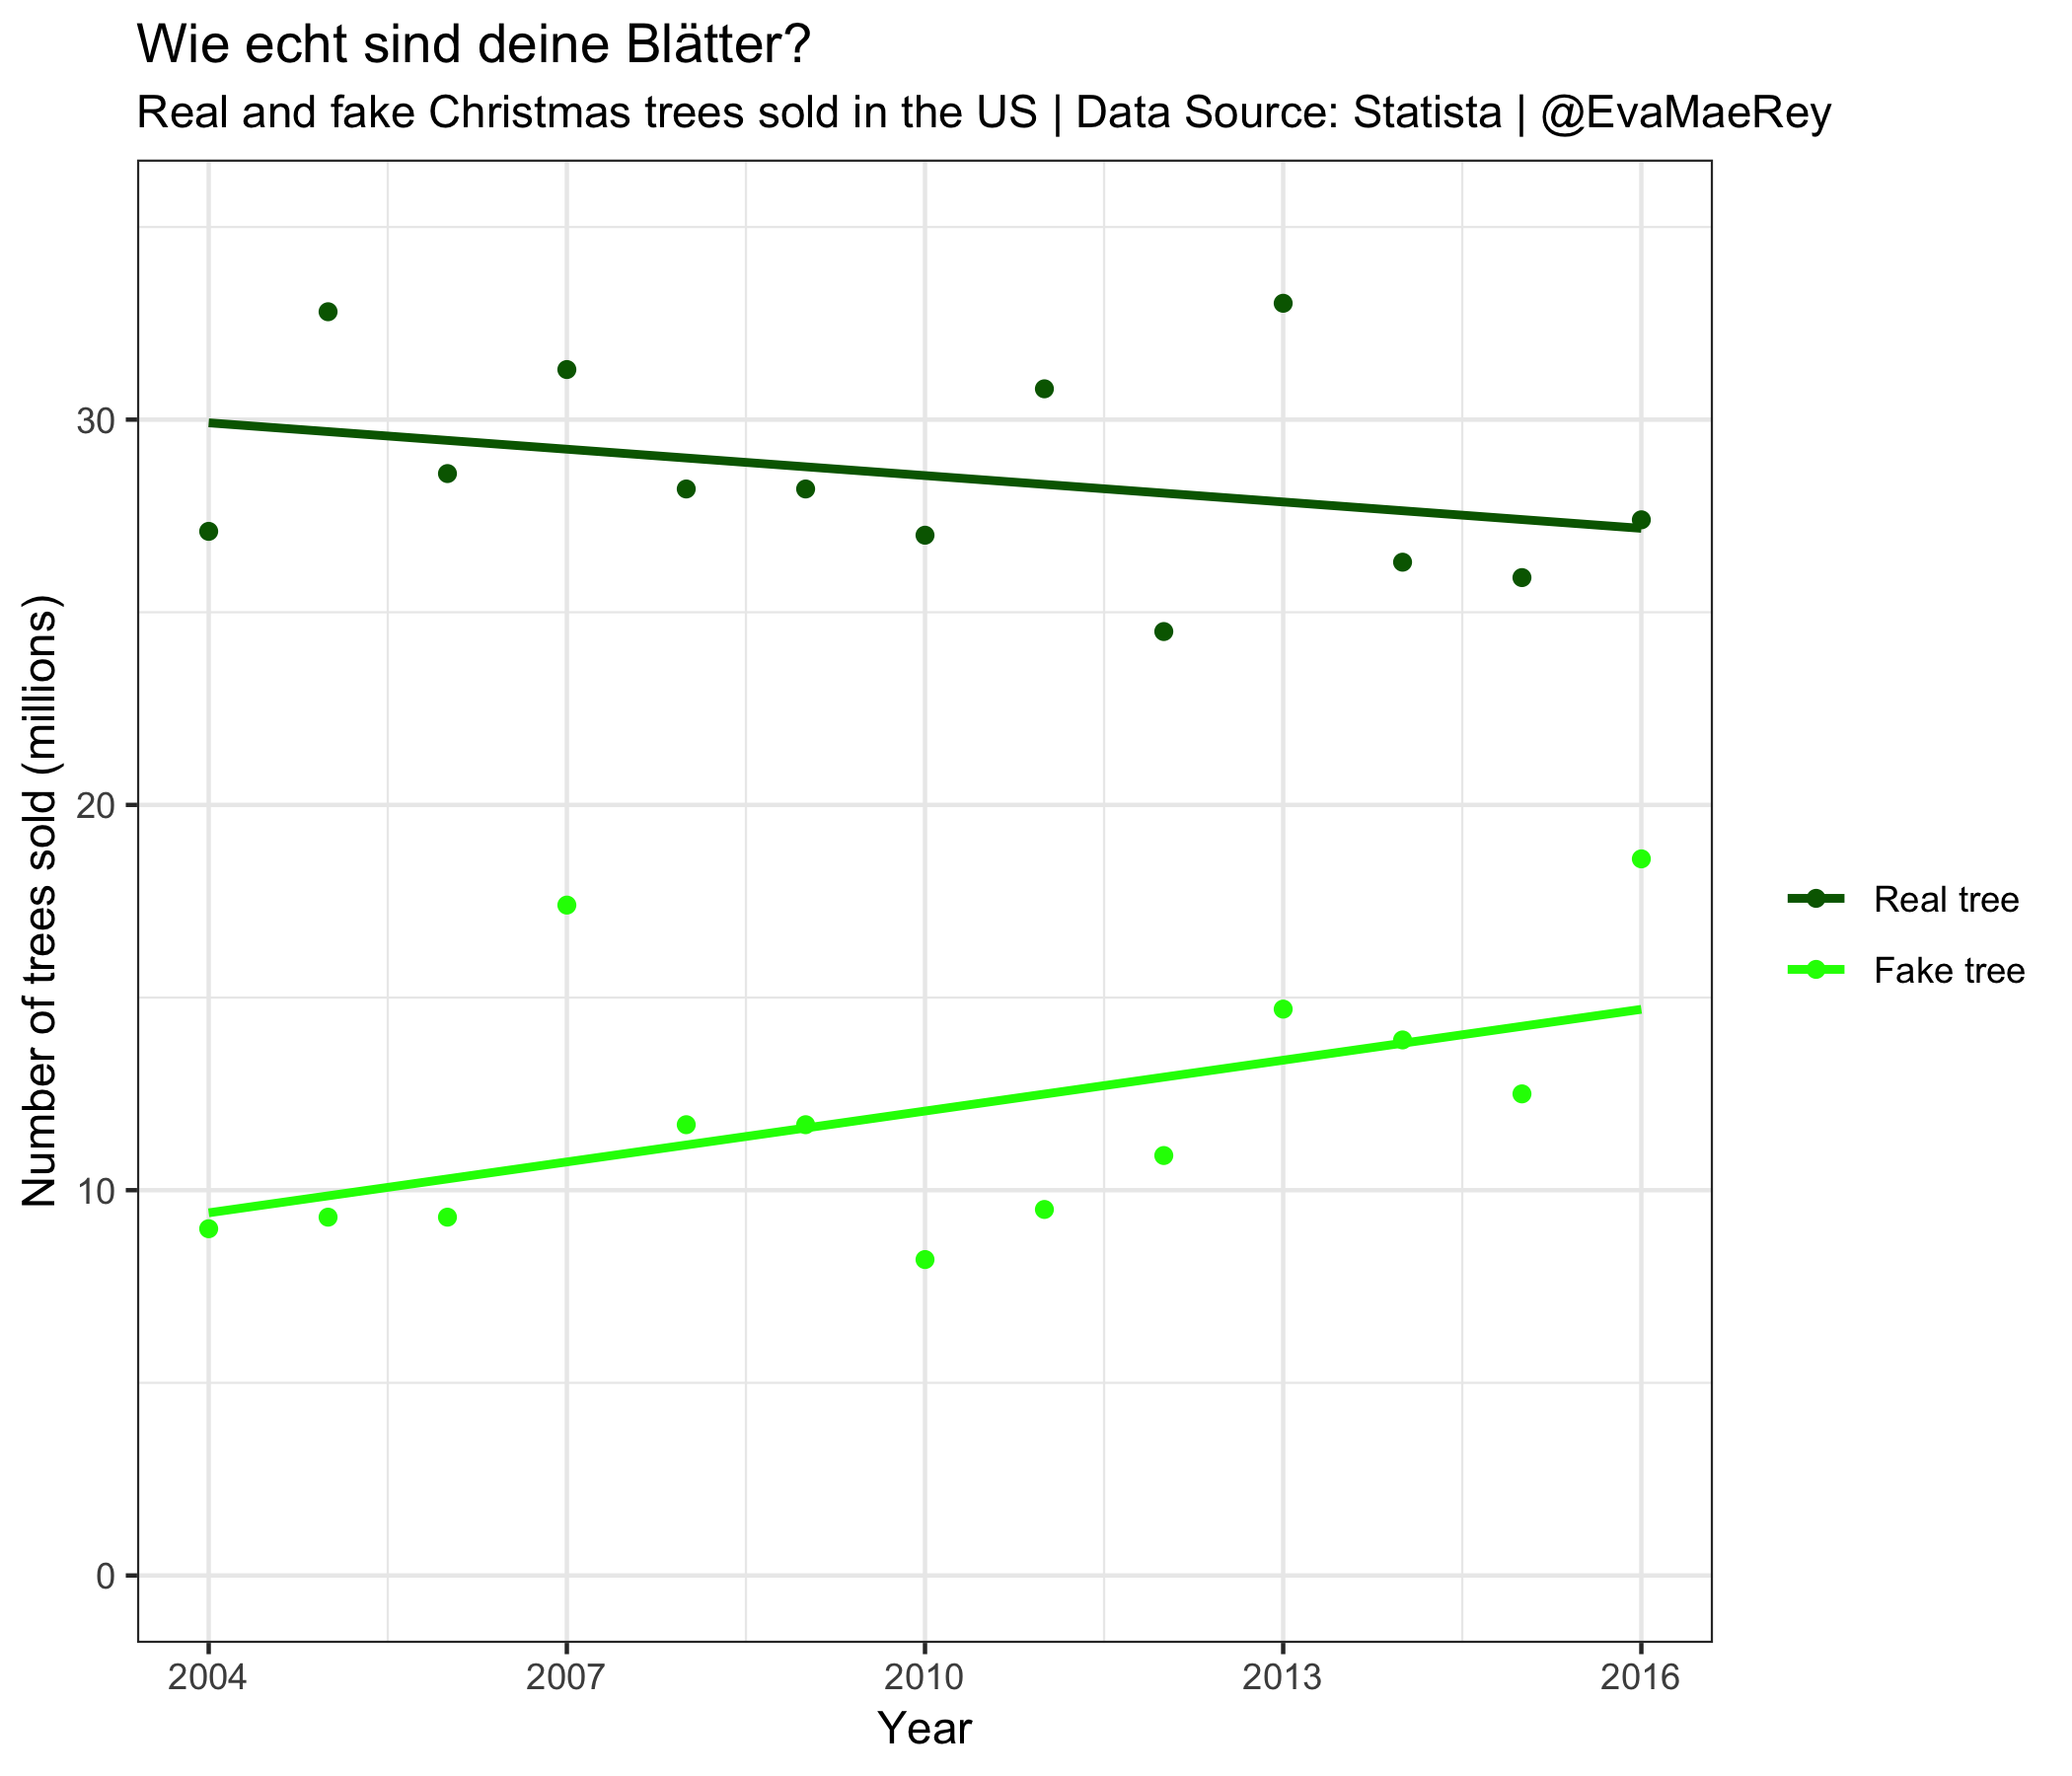 Wie echt sind deine Blätter?
Real and fake Christmas trees sold in the US | Data Source: Statista | @EvaMaeRey
Number of trees sold (millions)
30
20
10
0
2004 2007 2010 2013 2016
Year
Real tree
Fake tree